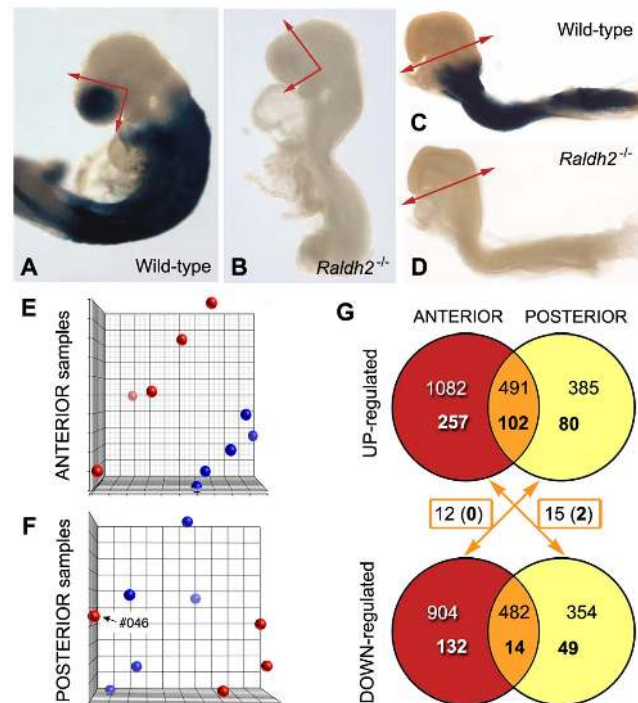 A
Wild-type
B
Raldh2-/-
Wild-type
C
Raldh2-/-
D
E
ANTERIOR samples
F
POSTERIOR samples
#046
G
ANTERIOR POSTERIOR
UP-regulated
1082 491 385
257 102 80
12 (0) 15 (2)
DOWN-regulated
904 482 354
132 14 49